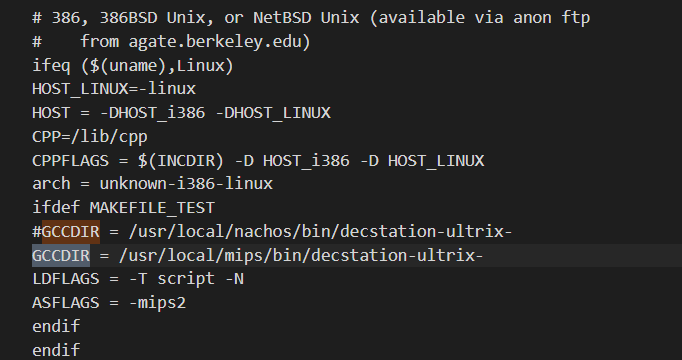 # 386, 386BSD Unix, or NetBSD Unix (available via anon ftp
#    from agate.berkeley.edu)
ifeq ($(uname),Linux)
HOST_LINUX=-linux
HOST = -DHOST_i386 -DHOST_LINUX
CPP=/lib/cpp
CPPFLAGS = $(INCDIR) -D HOST_i386 -D HOST_LINUX
arch = unknown-i386-linux
ifdef MAKEFILE_TEST
#GCCDIR = /usr/local/nachos/bin/decstation-ultrix-
GCCDIR = /usr/local/mips/bin/decstation-ultrix-
LDFLAGS = -T script -N
ASFLAGS = -mips2
endif
endif